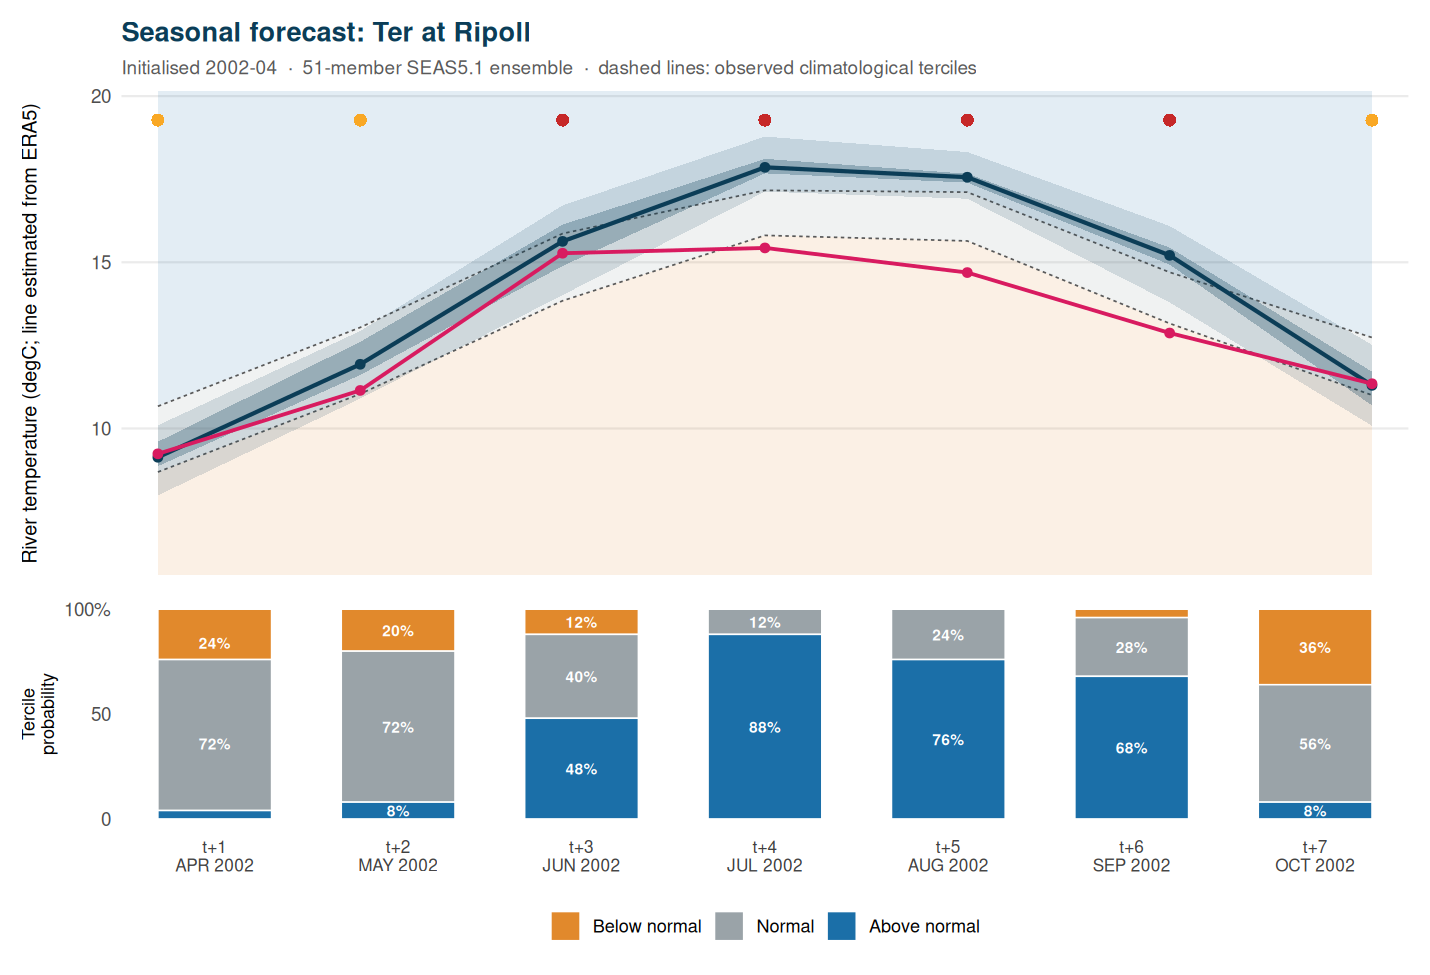 Seasonal forecast: Ter at Ripoll
Initialised 2002-04 · 51-member SEAS5.1 ensemble · dashed lines: observed climatological terciles
River temperature (degC; line estimated from ERA5)
20
15
10
Tercile
probability
100%
50
0
24%
72%
20%
72%
8%
12%
40%
48%
12%
88%
24%
76%
28%
68%
36%
56%
8%
t+1
APR 2002
t+2
MAY 2002
t+3
JUN 2002
t+4
JUL 2002
t+5
AUG 2002
t+6
SEP 2002
t+7
OCT 2002
Below normal
Normal
Above normal